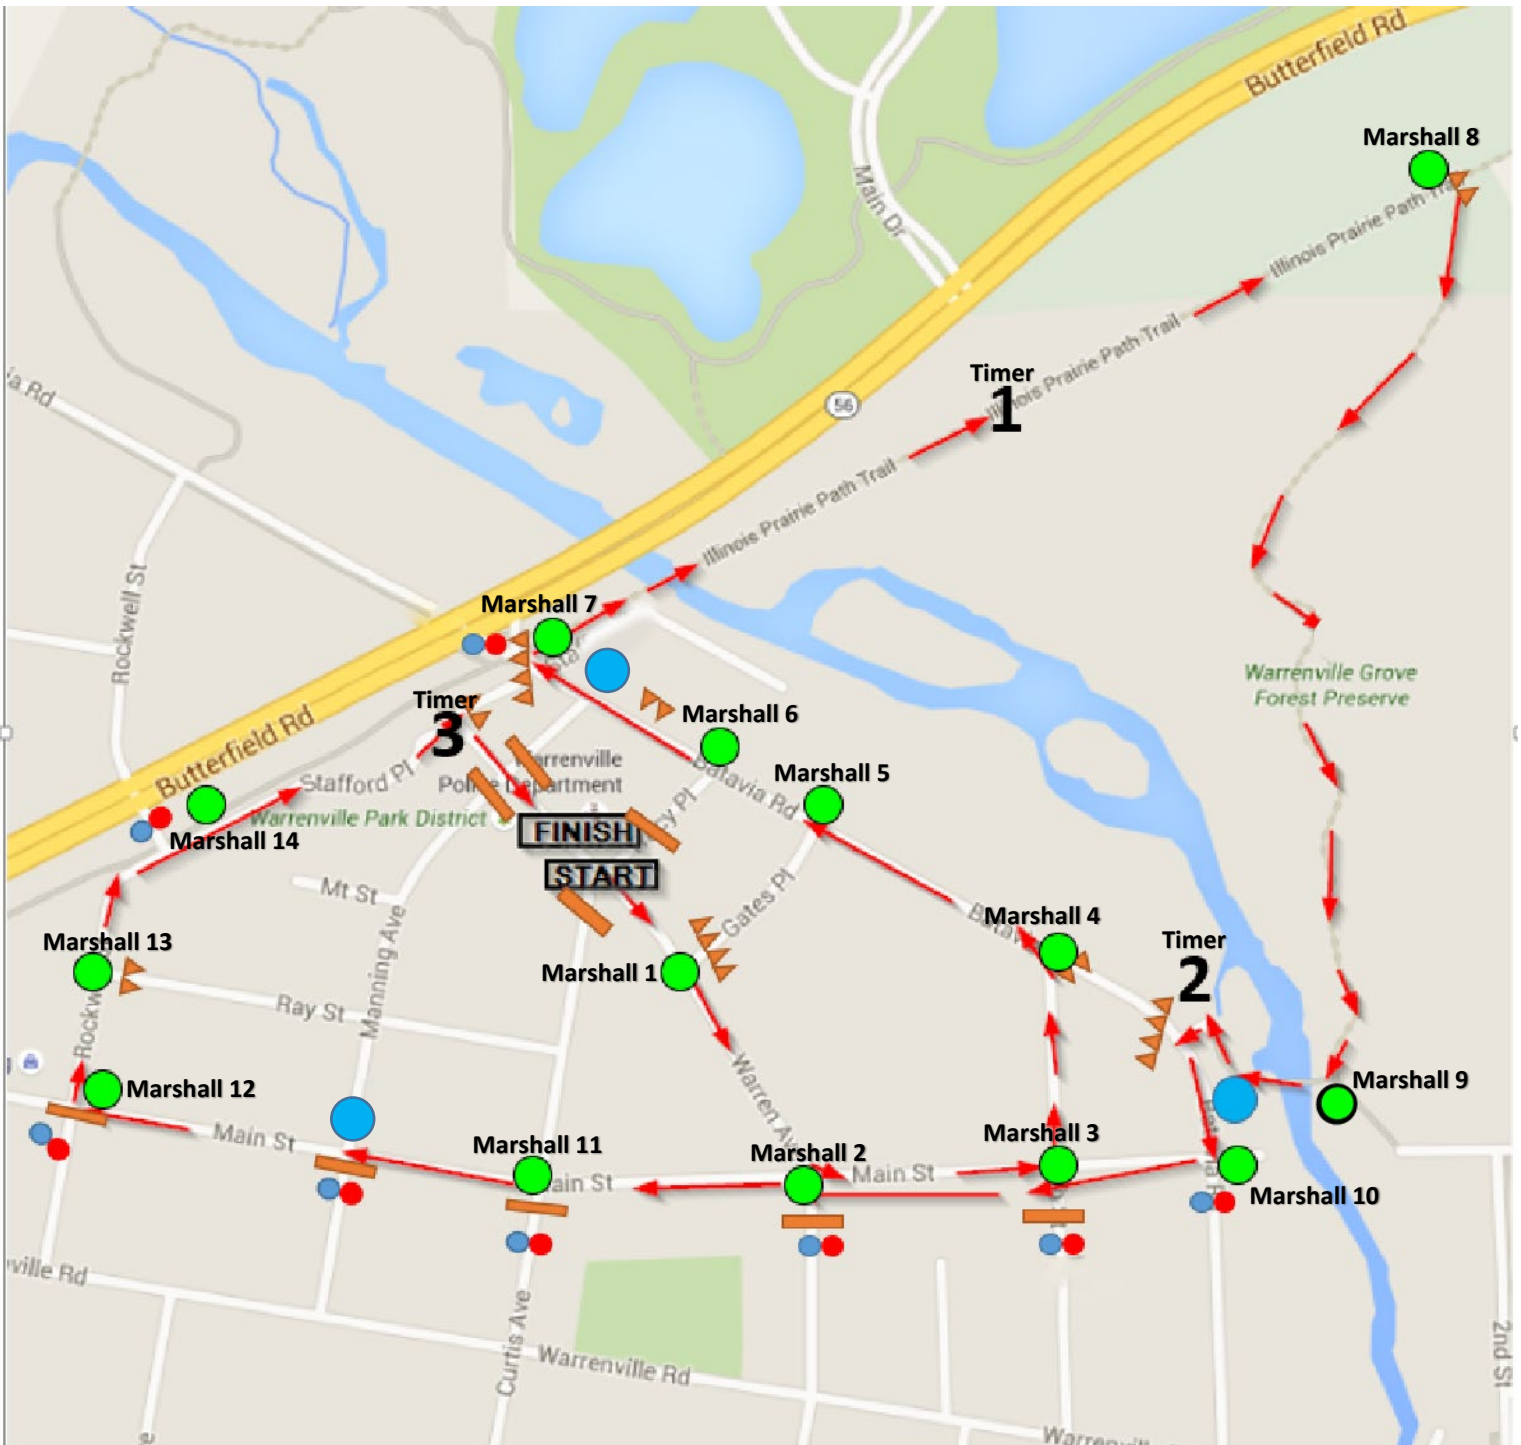 Butterfield Rd
Marshall 8
Illinois Prairie Path Trail
Main Dr
Illinois Prairie Path Trail
Timer
1
56
Illinois Prairie Path Trail
Rockwell St
Marshall 7
Warrenville Grove
Forest Preserve
Timer
3
Marshall 6
Butterfield Rd
Stafford Pl
Warrenville
Police Department
Batavia Rd
Marshall 5
Warrenville Park District
Marshall 14
FINISH
START
Mt St
Gates Pl
Marshall 4
Marshall 13
Manning Ave
Marshall 1
Timer
2
Ray St
Warren Av
Marshall 12
Marshall 9
Main St
Marshall 11
Marshall 2
Marshall 3
Main St
Marshall 10
ville Rd
Curtis Ave
Warrenville Rd
2nd St